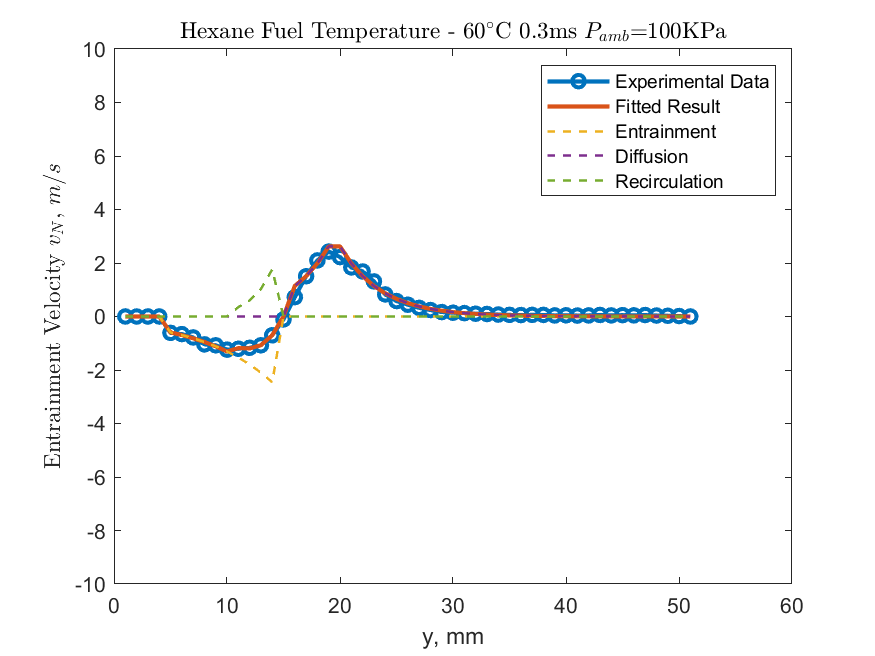 Hexane Fuel Temperature - 60°C 0.3ms P_amb=100KPa
Experimental Data
Fitted Result
Entrainment
Diffusion
Recirculation
Entrainment Velocity v_N, m/s
10
8
6
4
2
0
-2
-4
-6
-8
-10
0 10 20 30 40 50 60
y, mm